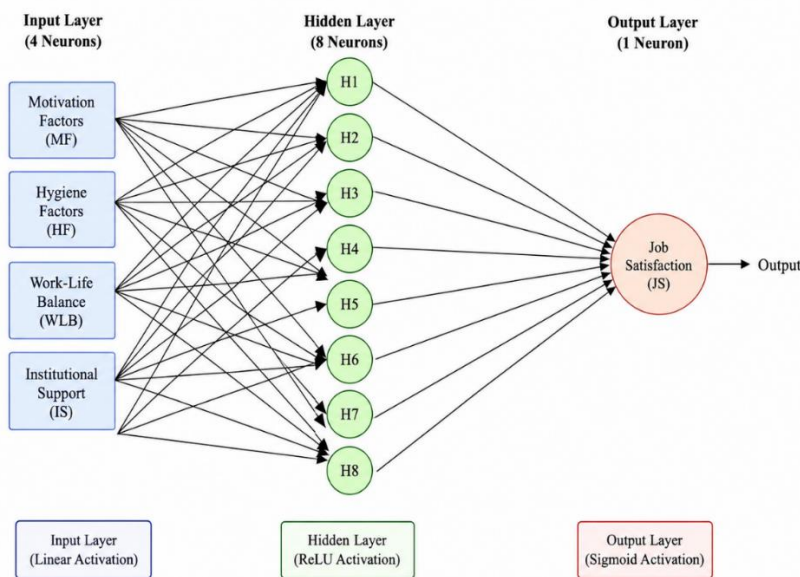 Input Layer
(4 Neurons)
Hidden Layer
(8 Neurons)
Output Layer
(1 Neuron)
Motivation
Factors
(MF)
Hygiene
Factors
(HF)
Work-Life
Balance
(WLB)
Institutional
Support
(IS)
H1
H2
H3
H4
H5
H6
H7
H8
Job
Satisfaction
(JS)
Output
Input Layer
(Linear Activation)
Hidden Layer
(ReLU Activation)
Output Layer
(Sigmoid Activation)